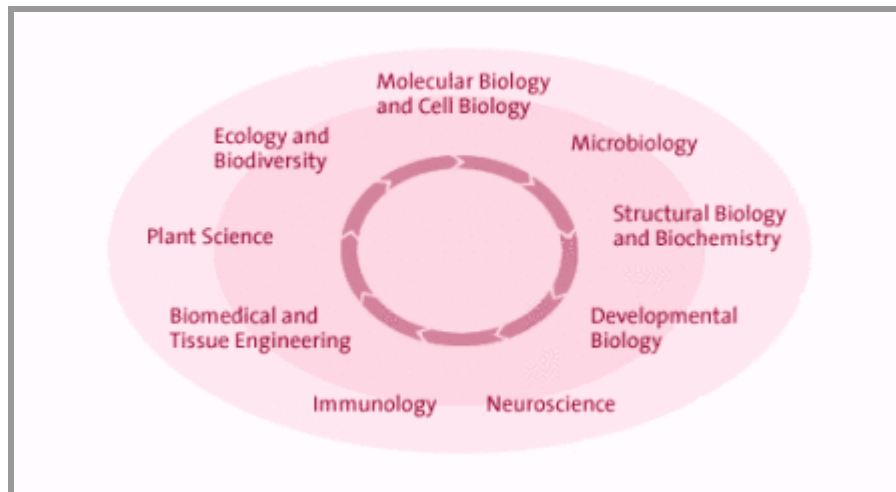 Molecular Biology
and Cell Biology
Microbiology
Structural Biology
and Biochemistry
Developmental
Biology
Neuroscience
Immunology
Biomedical and
Tissue Engineering
Plant Science
Ecology and
Biodiversity